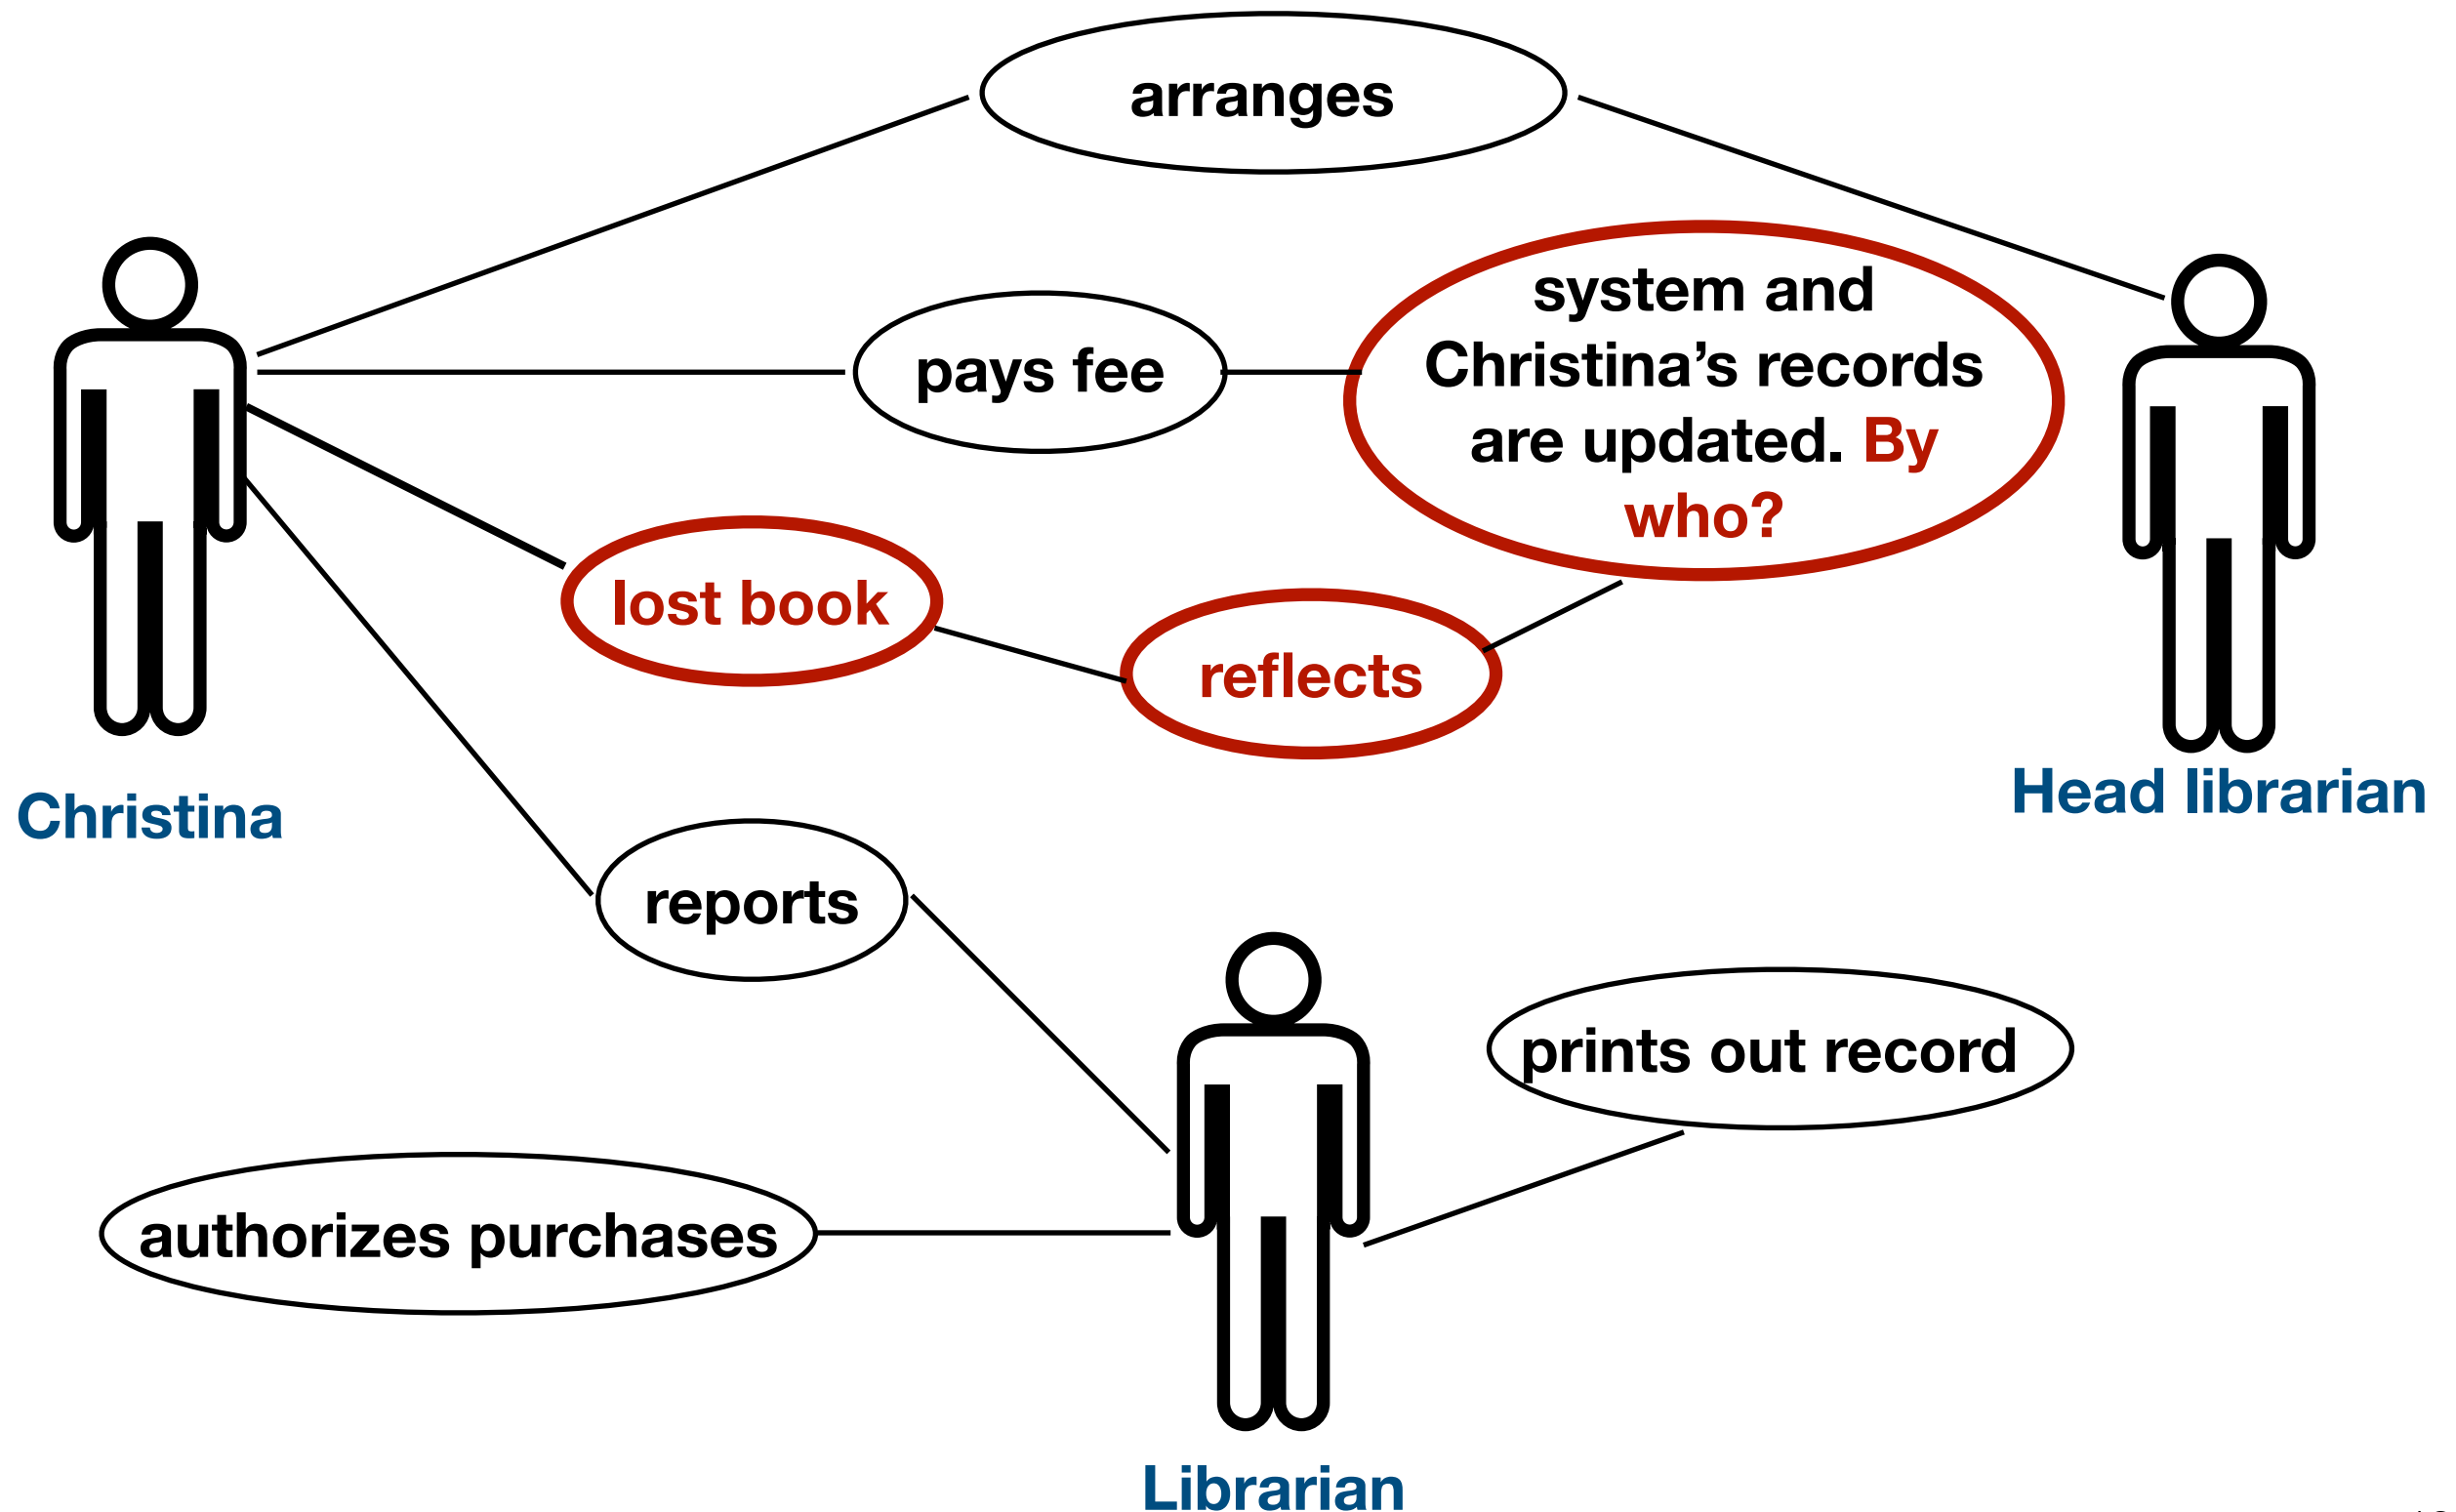 arranges
pays fee
system and
Christina's records
are updated. By
who?
lost book
reflects
Christina
Head librarian
reports
prints out record
authorize purchases
Librarian